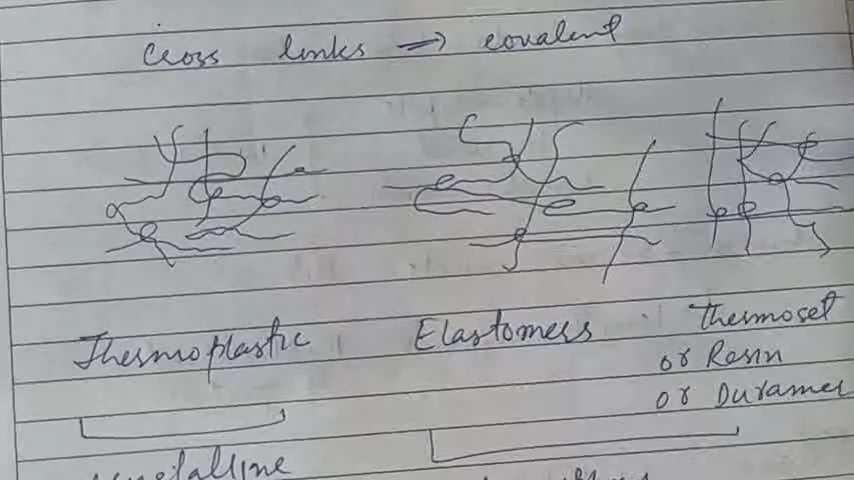 Cross links ⇒ covalent
Thermoplastic Elastomers Thermoset
or Resin
or Duramer